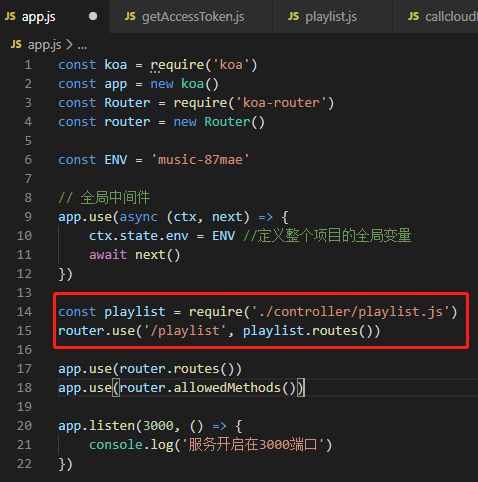 JS app.js ● JS getAccessToken.js JS playlist.js JS callcloud
JS app.js > ...
1 const koa = require('koa')
2 const app = new koa()
3 const Router = require('koa-router')
4 const router = new Router()
5
6 const ENV = 'music-87mae'
7
8 // 全局中间件
9 app.use(async (ctx, next) => {
10     ctx.state.env = ENV //定义整个项目的全局变量
11     await next()
12 })
13
14 const playlist = require('./controller/playlist.js')
15 router.use('/playlist', playlist.routes())
16
17 app.use(router.routes())
18 app.use(router.allowedMethods())
19
20 app.listen(3000, () => {
21     console.log('服务开启在3000端口')
22 })